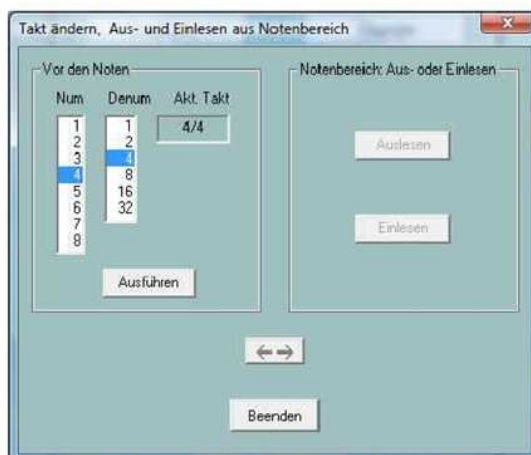 Takt ändern, Aus- und Einlesen aus Notenbereich
Vor den Noten
Num Denum Akt. Takt
1 1 4/4
2 2
3 4
4 8
5 16
6 32
7
8
Ausführen
Notenbereich: Aus- oder Einlesen
Auslesen
Einlesen
Beenden